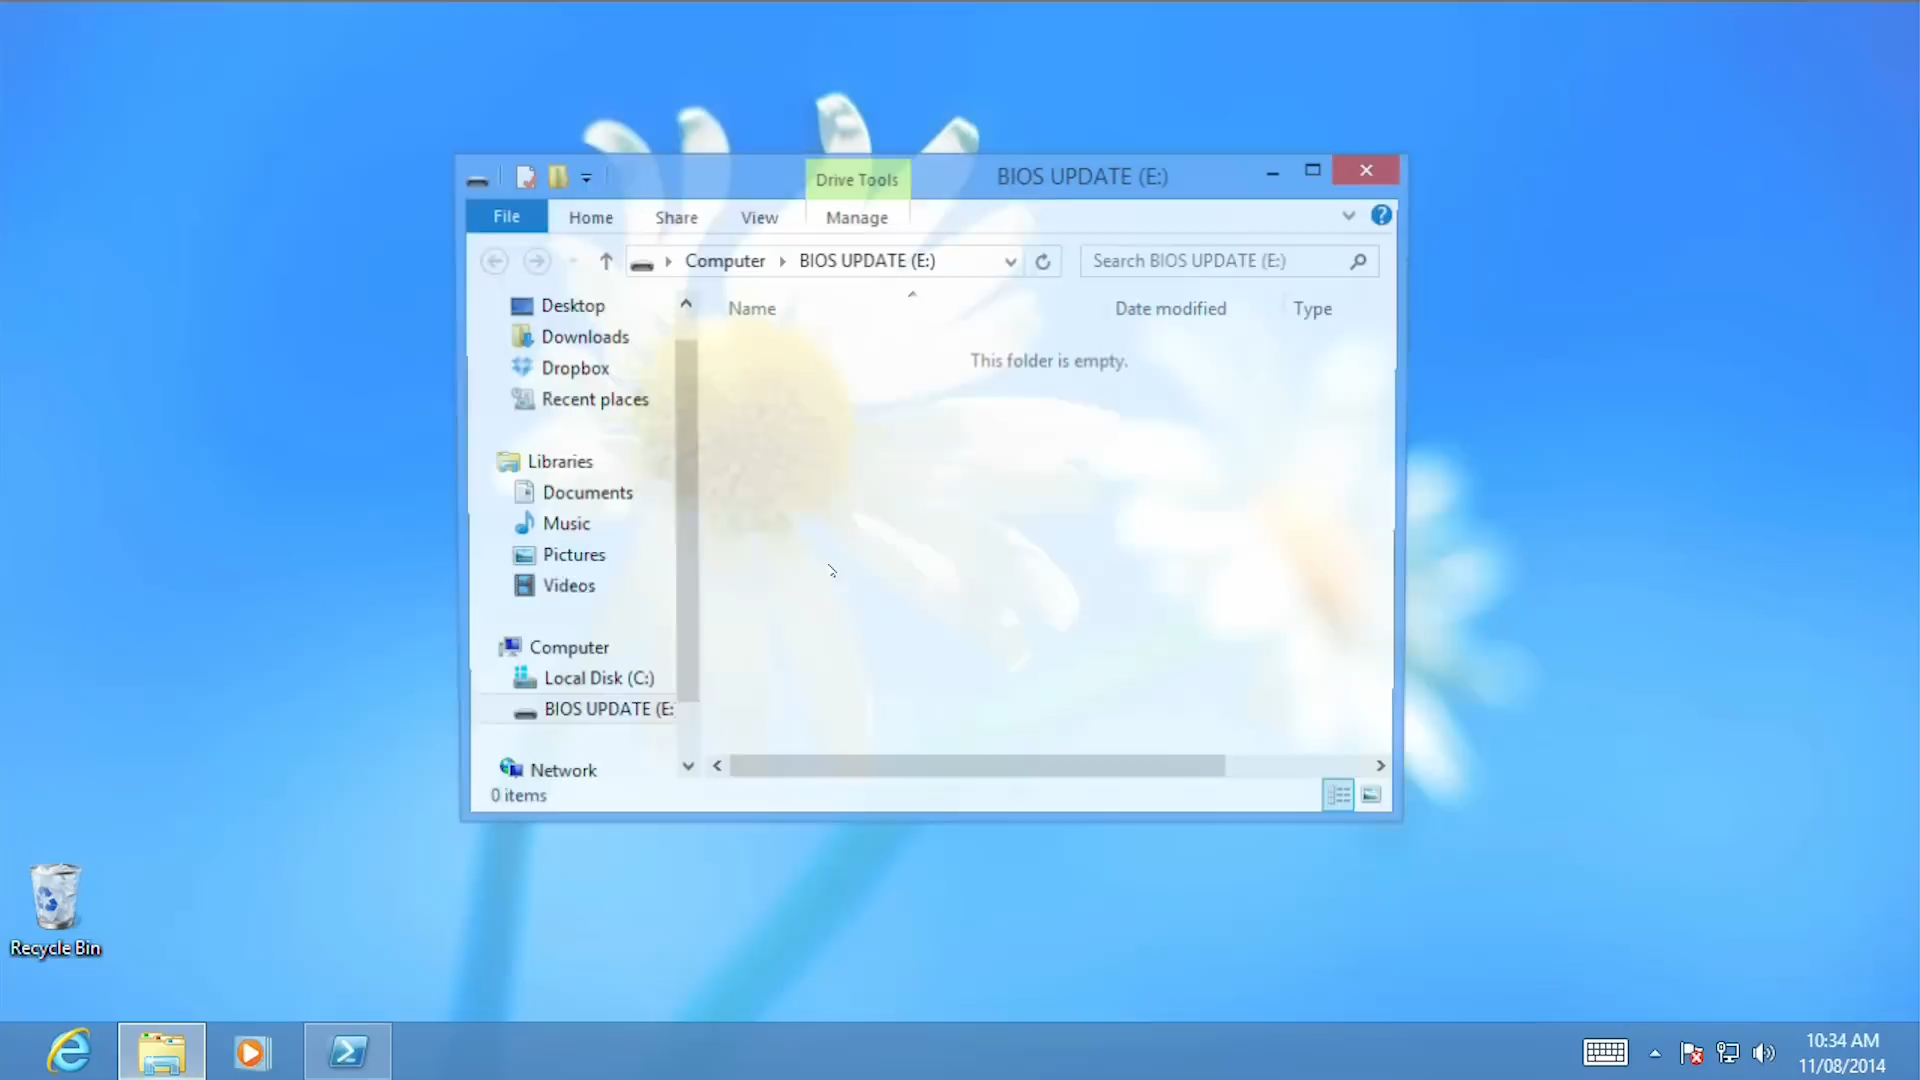 Drive Tools
BIOS UPDATE (E:)
File
Home
Share
View
Manage
Computer
BIOS UPDATE (E:)
Search BIOS UPDATE (E:)
Name
Date modified
Type
This folder is empty.
Desktop
Downloads
Dropbox
Recent places
Libraries
Documents
Music
Pictures
Videos
Computer
Local Disk (C:)
BIOS UPDATE (E:
Network
0 items
Recycle Bin
10:34 AM
11/08/2014